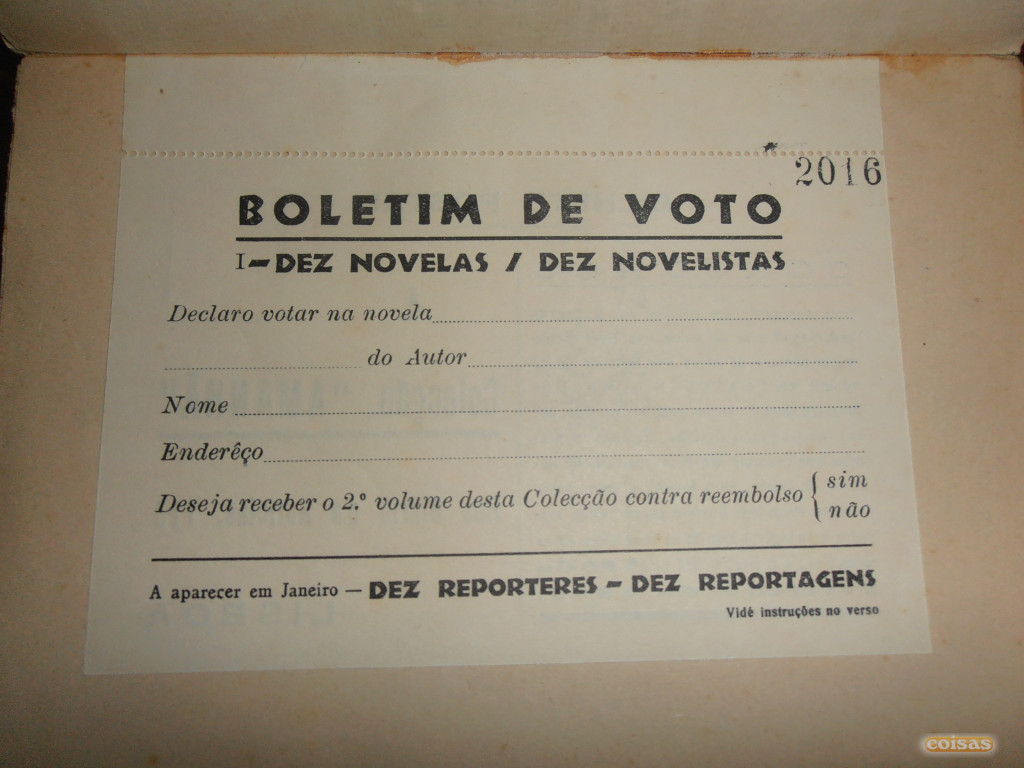 2016
BOLETIM DE VOTO
I-DEZ NOVELAS / DEZ NOVELISTAS
Declaro votar na novela
do Autor
Nome
Enderêço
Deseja receber o 2.º volume desta Colecção contra reembolso { sim
não
A aparecer em Janeiro — DEZ REPORTERES - DEZ REPORTAGENS
Vidé instruções no verso
coisas